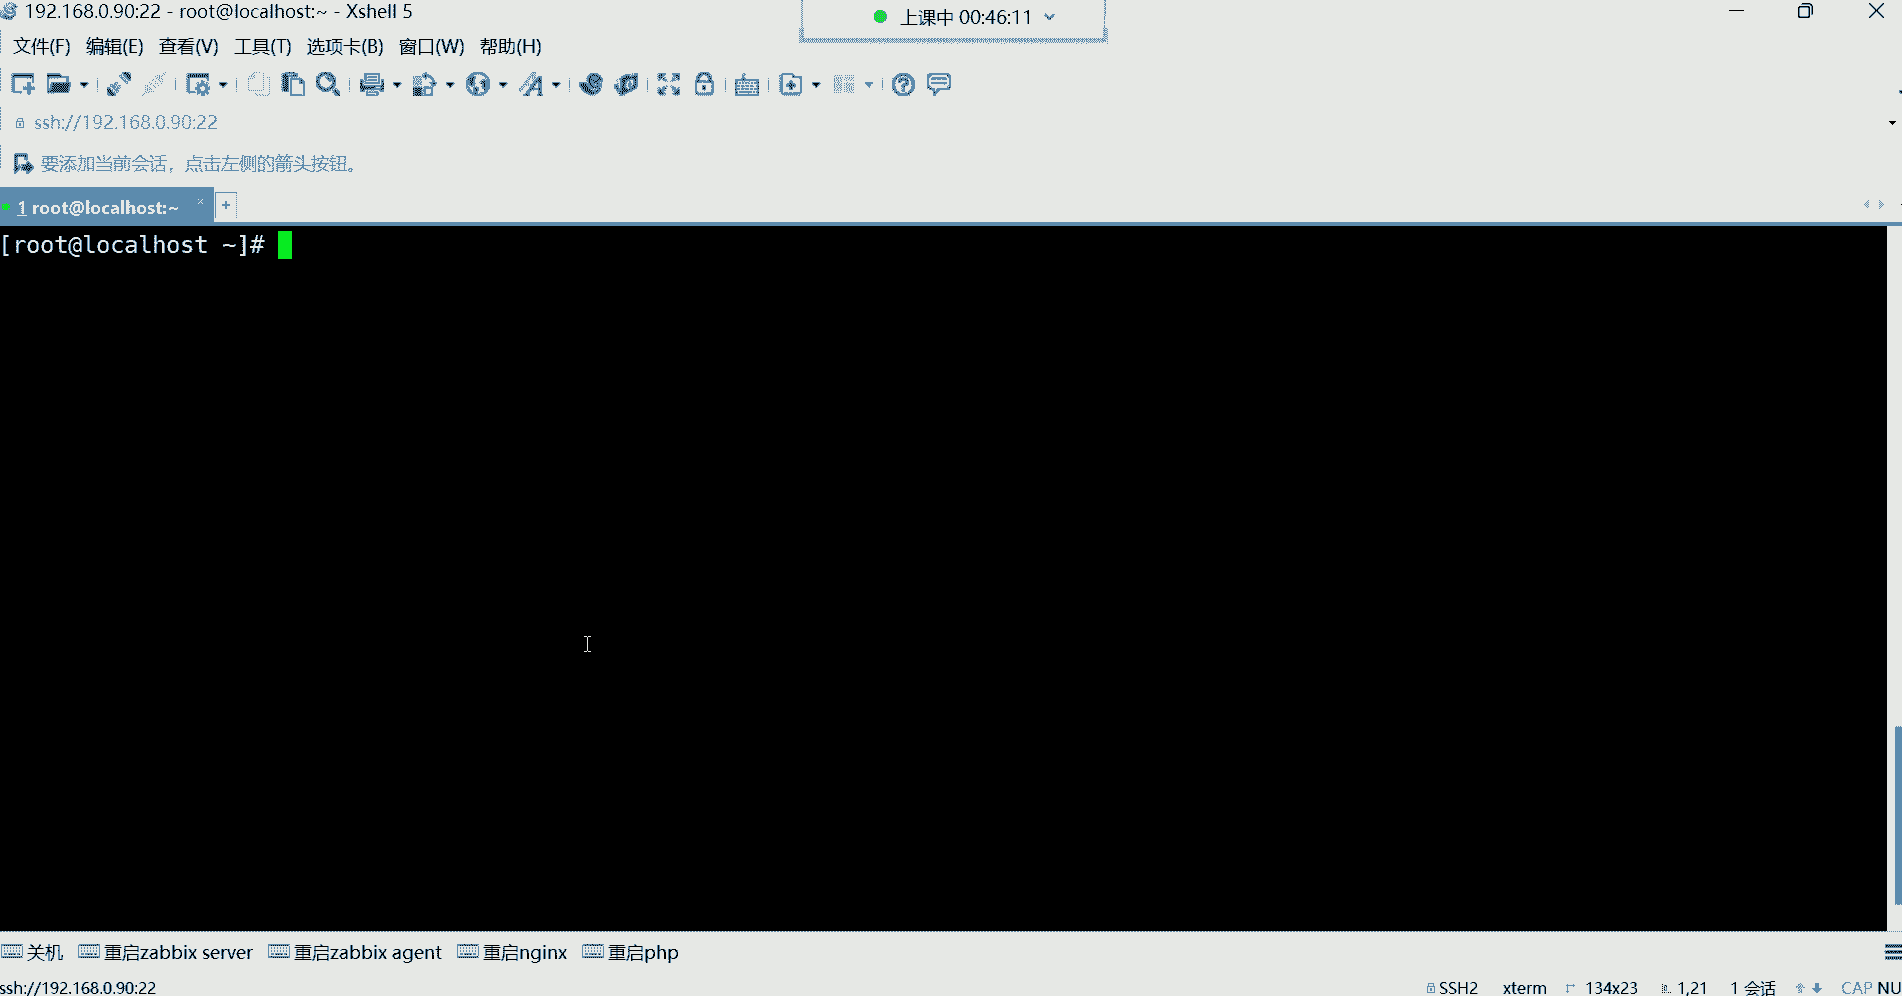 192.168.0.90:22 - root@localhost:~ - Xshell 5
上课中 00:46:11
文件(F) 编辑(E) 查看(V) 工具(T) 选项卡(B) 窗口(W) 帮助(H)
ssh://192.168.0.90:22
要添加当前会话，点击左侧的箭头按钮。
1 root@localhost:~ × +
[root@localhost ~]#
关机 重启zabbix server 重启zabbix agent 重启nginx 重启php
ssh://192.168.0.90:22 SSH2 xterm 134x23 1,21 1 会话 CAP NU